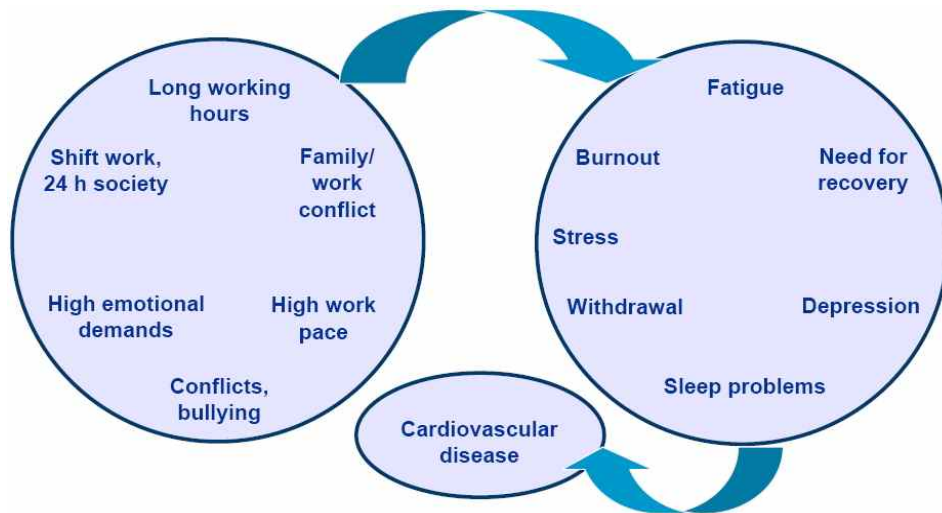 Long working
hours
Shift work,
24 h society
Family/
work
conflict
High emotional
demands
High work
pace
Conflicts,
bullying
Fatigue
Burnout
Need for
recovery
Stress
Withdrawal
Depression
Sleep problems
Cardiovascular
disease